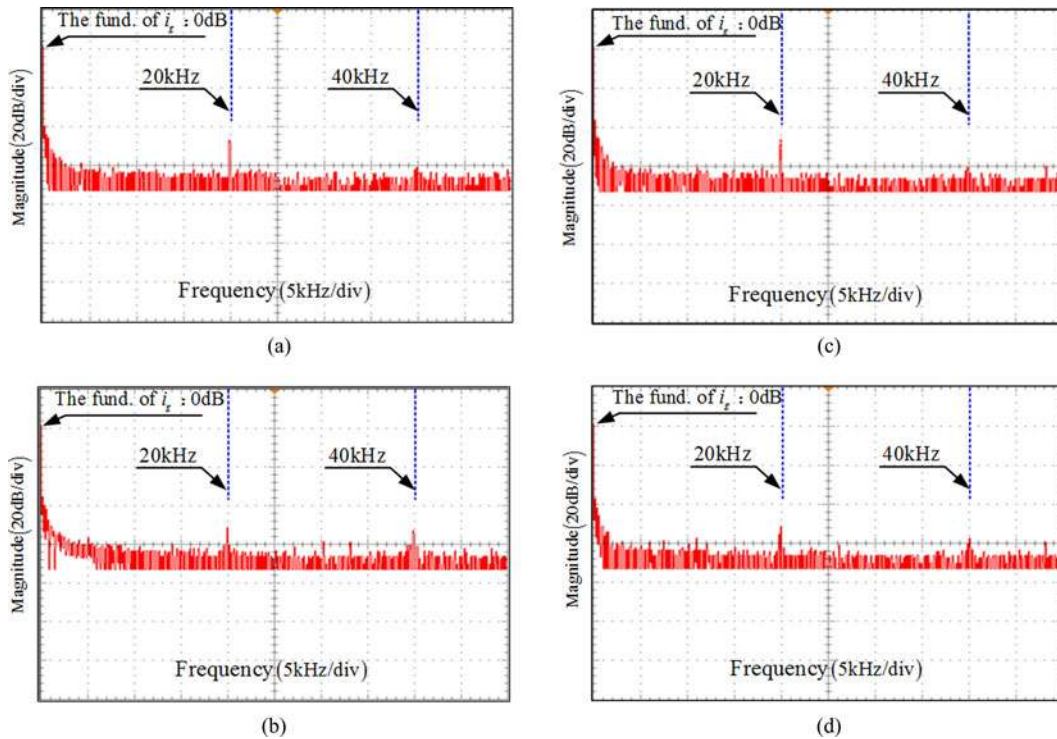 The fund. of i_g : 0dB
20kHz
40kHz
Magnitude(20dB/div)
Frequency(5kHz/div)
(a)
The fund. of i_g : 0dB
20kHz
40kHz
Magnitude(20dB/div)
Frequency(5kHz/div)
(c)
The fund. of i_g : 0dB
20kHz
40kHz
Magnitude(20dB/div)
Frequency(5kHz/div)
(b)
The fund. of i_g : 0dB
20kHz
40kHz
Magnitude(20dB/div)
Frequency(5kHz/div)
(d)